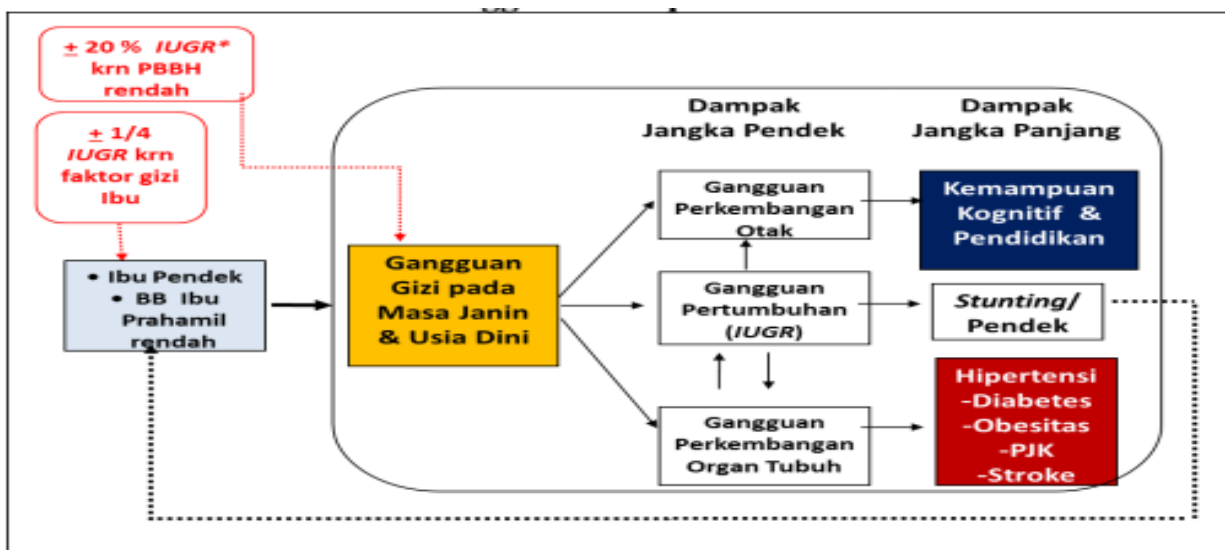 ± 20 % IUGR*
krn PBBH
rendah
± 1/4
IUGR krn
faktor gizi
Ibu
• Ibu Pendek
• BB Ibu
Prahamil
rendah
Gangguan
Gizi pada
Masa Janin
& Usia Dini
Dampak
Jangka Pendek
Gangguan
Perkembangan
Otak
Gangguan
Pertumbuhan
(IUGR)
Gangguan
Perkembangan
Organ Tubuh
Dampak
Jangka Panjang
Kemampuan
Kognitif &
Pendidikan
Stunting/
Pendek
Hipertensi
-Diabetes
-Obesitas
-PJK
-Stroke